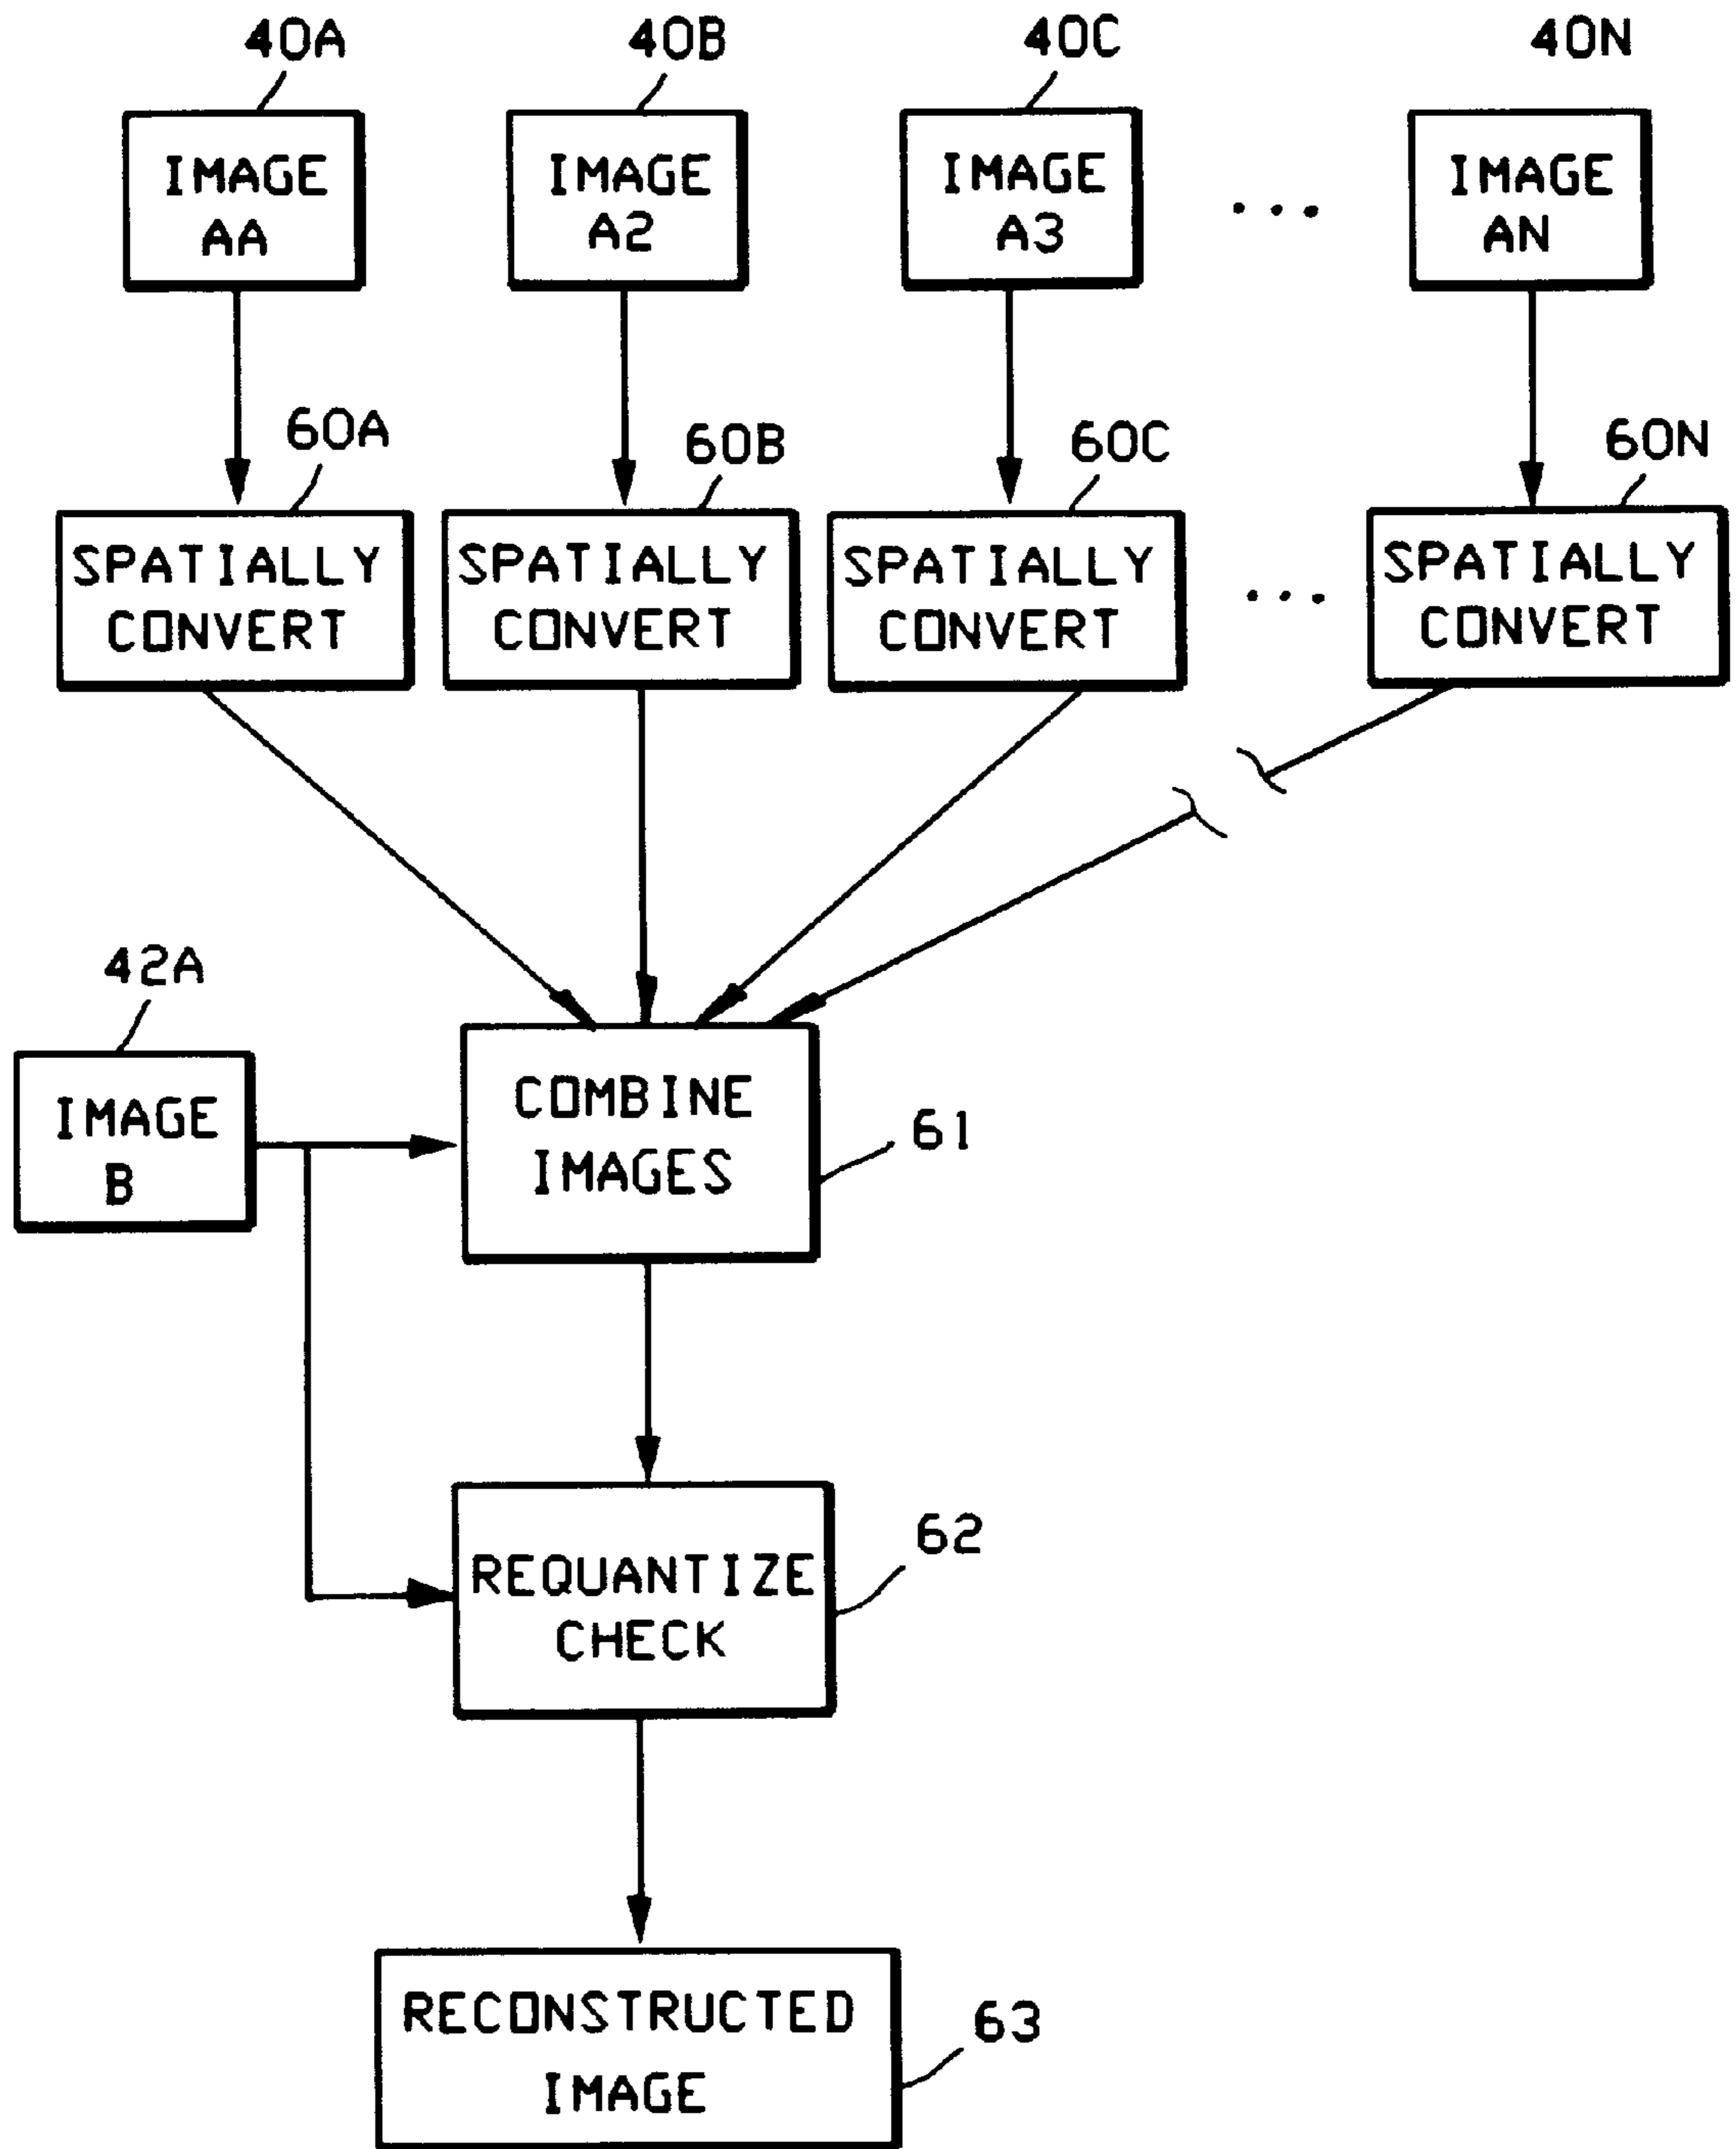 40A 40B 40C 40N
IMAGE AA
IMAGE A2
IMAGE A3
...
IMAGE AN
60A 60B 60C 60N
SPATIALLY CONVERT
SPATIALLY CONVERT
SPATIALLY CONVERT
...
SPATIALLY CONVERT
42A
IMAGE B
COMBINE IMAGES
61
REQUANTIZE CHECK
62
RECONSTRUCTED IMAGE
63